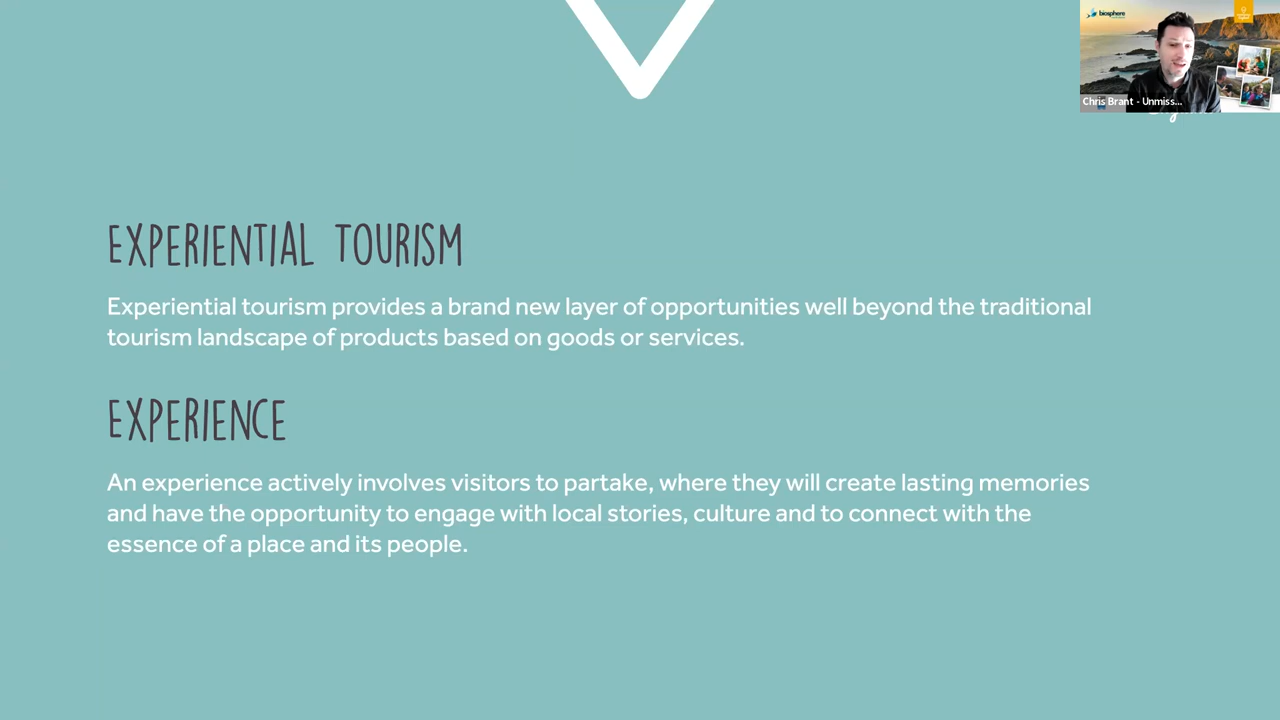 biosphere
Chris Brant - Unmiss...
EXPERIENTIAL TOURISM
Experiential tourism provides a brand new layer of opportunities well beyond the traditional
tourism landscape of products based on goods or services.
EXPERIENCE
An experience actively involves visitors to partake, where they will create lasting memories
and have the opportunity to engage with local stories, culture and to connect with the
essence of a place and its people.